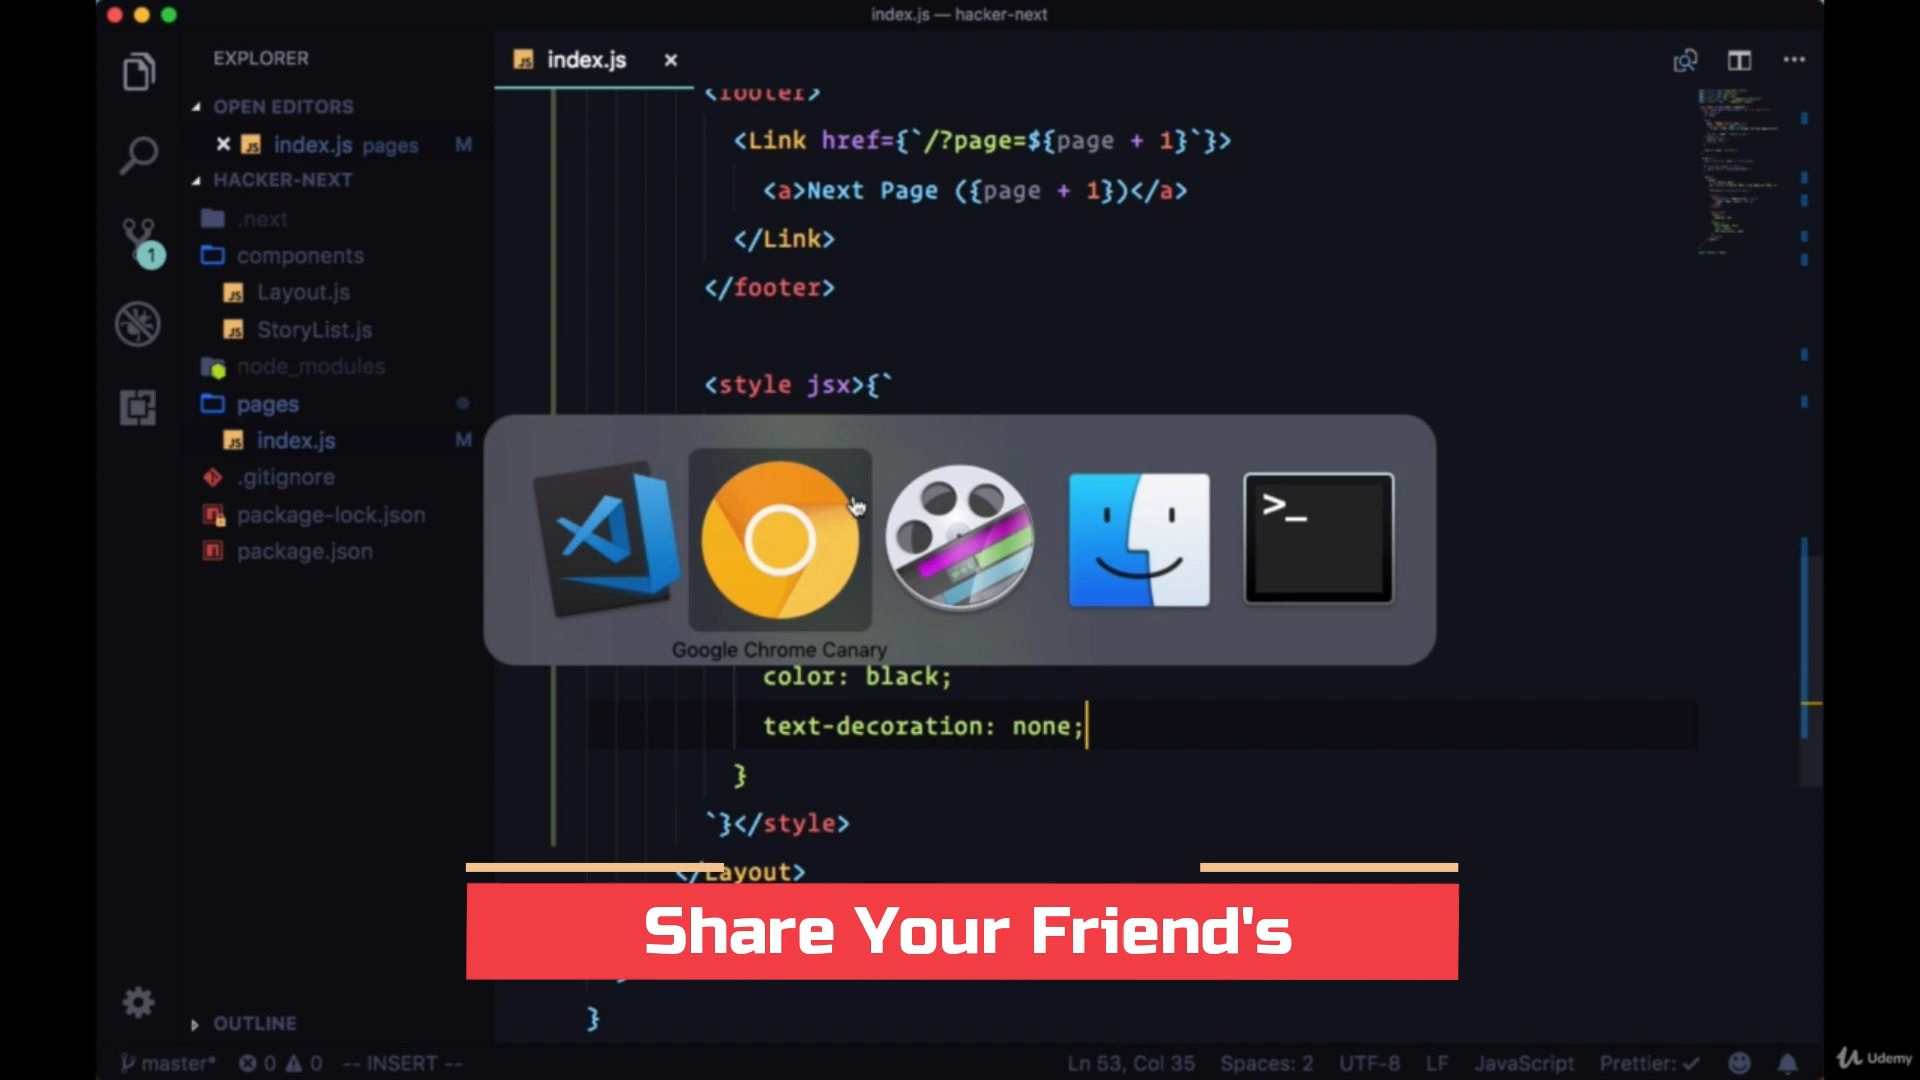 index.js — hacker-next
EXPLORER
OPEN EDITORS
index.js pages M
HACKER-NEXT
.next
components
Layout.js
StoryList.js
node_modules
pages
index.js M
.gitignore
package-lock.json
package.json
OUTLINE
1
JS index.js ×
<footer>
<Link href={`/?page=${page + 1}`}>
<a>Next Page ({page + 1})</a>
</Link>
</footer>
<style jsx>{`
>_
Google Chrome Canary
color: black;
text-decoration: none;
}
`}</style>
</Layout>
Share Your Friend's
}
master* 0 0 -- INSERT -- Ln 53, Col 35 Spaces: 2 UTF-8 LF JavaScript Prettier: ✓
Udemy